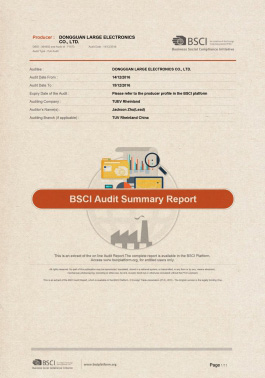 Producer : DONGGUAN LARGE ELECTRONICS
CO., LTD.
BSCI
Business Social Compliance Initiative
Auditee: DONGGUAN LARGE ELECTRONICS CO., LTD.
Audit Date From: 14/12/2016
Audit Date To: 15/12/2016
Expiry Date of the Audit: Please refer to the producer profile in the BSCI platform
Auditing Company: TUEV Rheinland
Auditor's Name(s): Jackson Zhu(Lead)
Auditing Branch (if applicable): TUV Rheinland China
BSCI Audit Summary Report
This is an extract of the on line Audit Report. The complete report is available in the BSCI Platform.
Access www.bsciplatform.org, for entitled users only.
BSCI
www.bsciplatform.org
Page 1 / 1